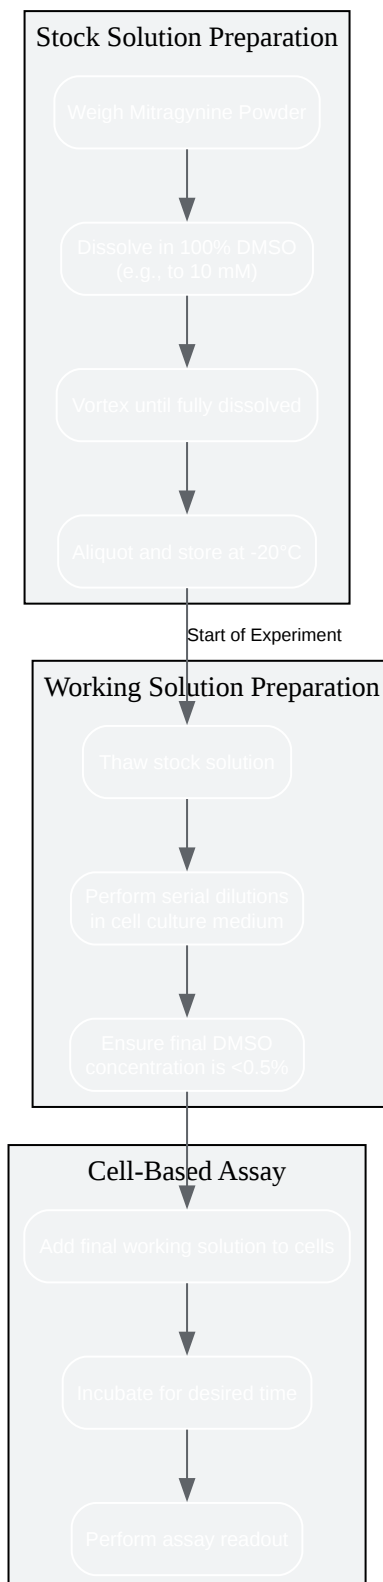 Stock Solution Preparation
Weigh Mitragynine Powder
Dissolve in 100% DMSO
(e.g., to 10 mM)
Vortex until fully dissolved
Aliquot and store at -20°C
Start of Experiment
Working Solution Preparation
Thaw stock solution
Perform serial dilutions
in cell culture medium
Ensure final DMSO
concentration is <0.5%
Cell-Based Assay
Add final working solution to cells
Incubate for desired time
Perform assay readout